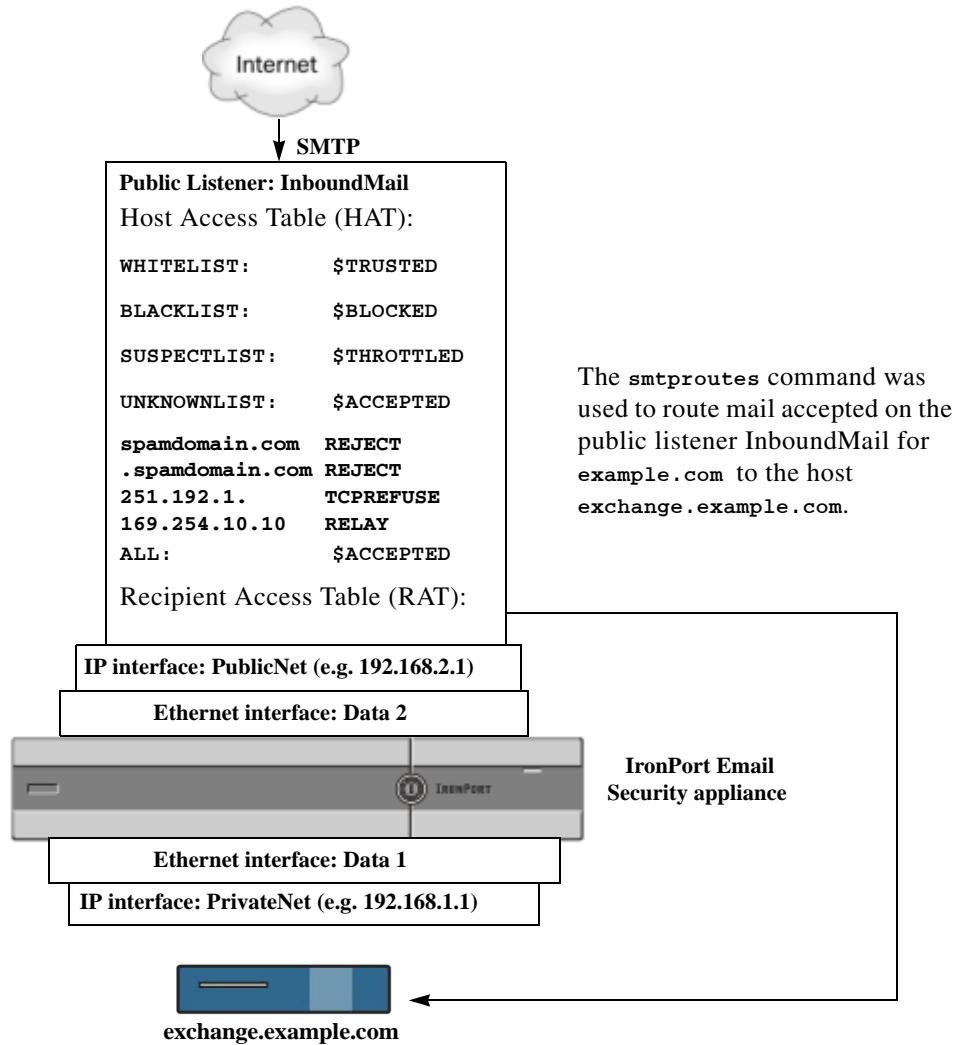 Internet
SMTP
Public Listener: InboundMail
Host Access Table (HAT):
WHITELIST: $TRUSTED
BLACKLIST: $BLOCKED
SUSPECTLIST: $THROTTLED
UNKNOWNLIST: $ACCEPTED
spamdomain.com REJECT
.spamdomain.com REJECT
251.192.1. TCPREFUSE
169.254.10.10 RELAY
ALL: $ACCEPTED
Recipient Access Table (RAT):
The smtproutes command was
used to route mail accepted on the
public listener InboundMail for
example.com to the host
exchange.example.com.
IP interface: PublicNet (e.g. 192.168.2.1)
Ethernet interface: Data 2
IRONPORT
IronPort Email
Security appliance
Ethernet interface: Data 1
IP interface: PrivateNet (e.g. 192.168.1.1)
exchange.example.com